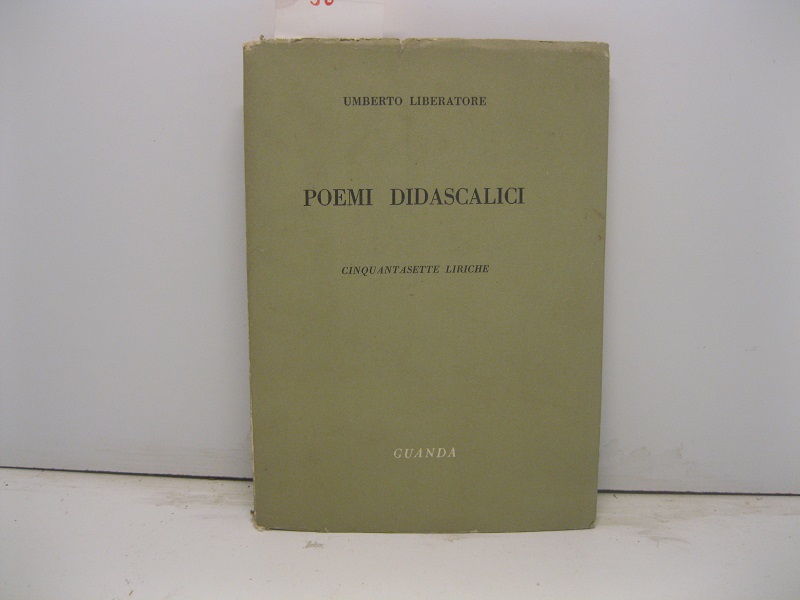 UMBERTO LIBERATORE
POEMI DIDASCALICI
CINQUANTASETTE LIRICHE
GUANDA